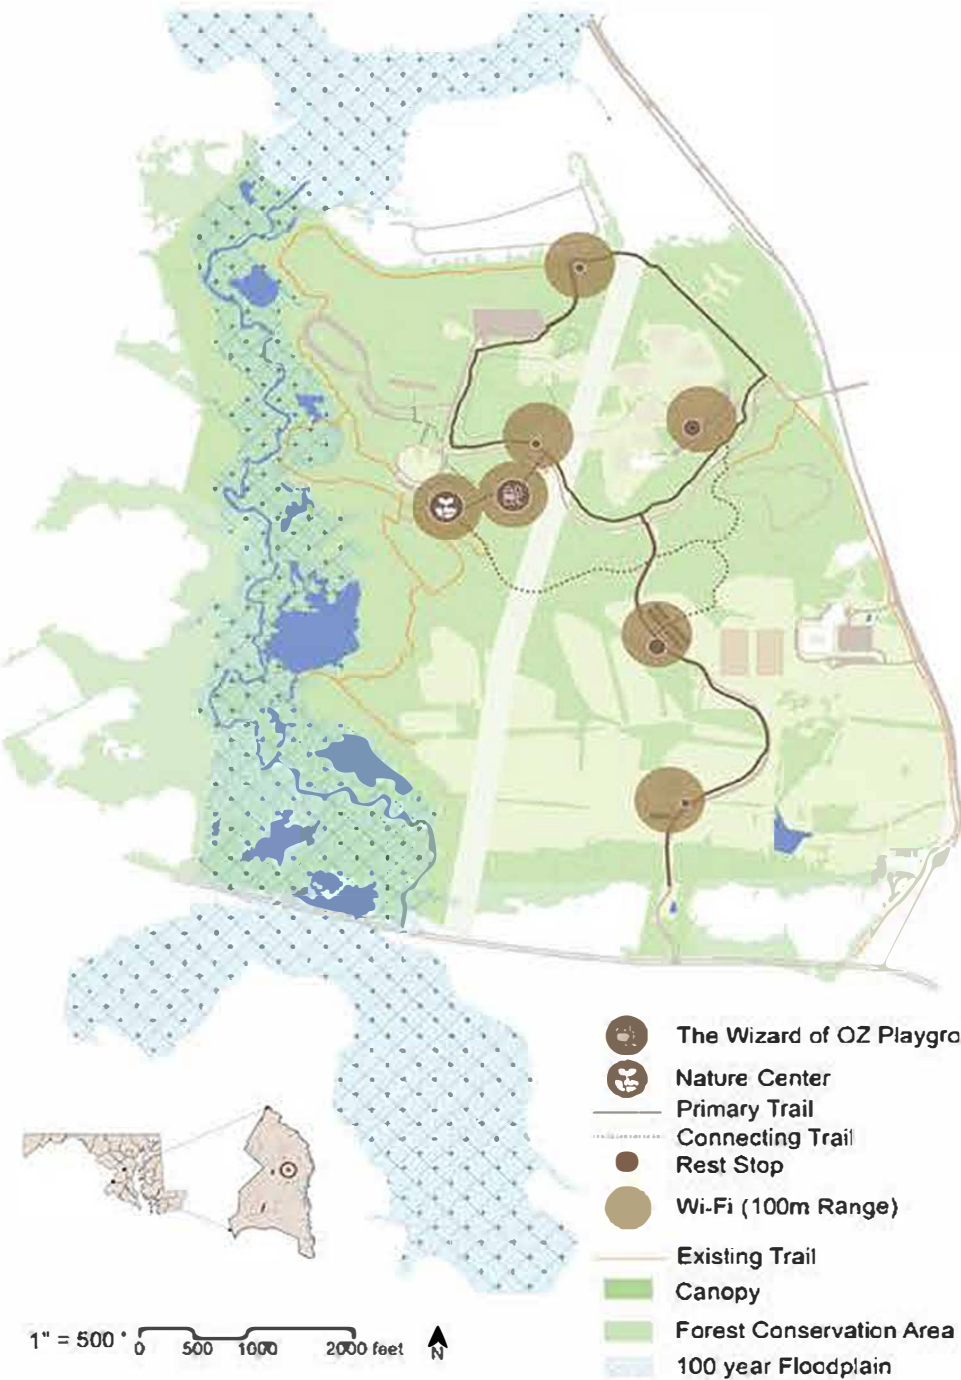 The Wizard of OZ Playgro
Nature Center
Primary Trail
Connecting Trail
Rest Stop
Wi-Fi (100m Range)
Existing Trail
Canopy
Forest Conservation Area
100 year Floodplain
1" = 500 '
0 500 1000 2000 feet
N